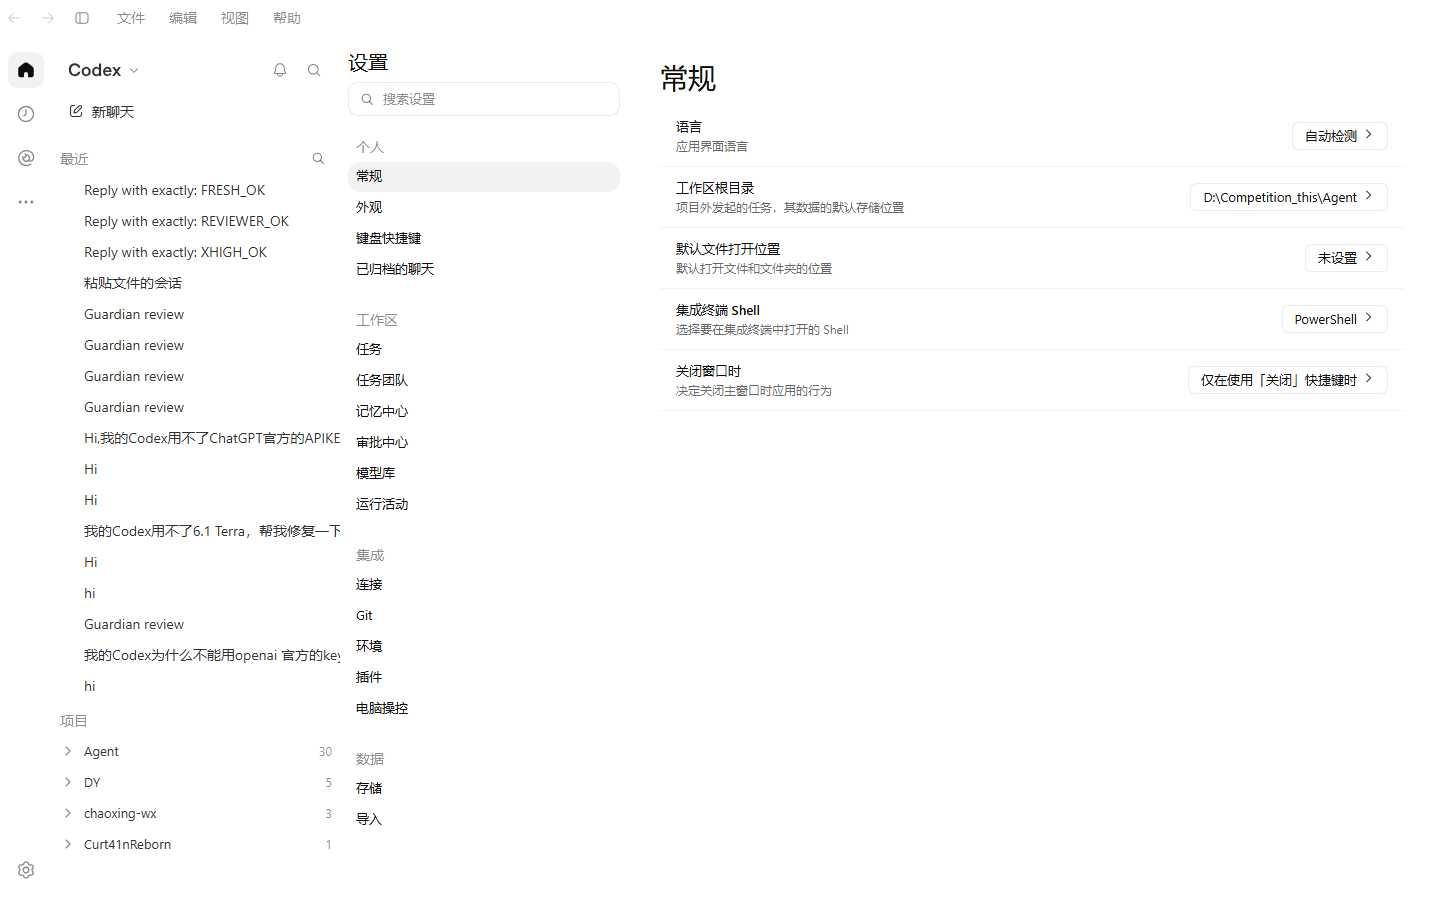 文件 编辑 视图 帮助
Codex
新聊天
最近
Reply with exactly: FRESH_OK
Reply with exactly: REVIEWER_OK
Reply with exactly: XHIGH_OK
粘贴文件的会话
Guardian review
Guardian review
Guardian review
Guardian review
Hi,我的Codex用不了ChatGPT官方的APIKE
Hi
Hi
我的Codex用不了6.1 Terra，帮我修复一下
Hi
hi
Guardian review
我的Codex为什么不能用openai 官方的key
hi
项目
Agent 30
DY 5
chaoxing-wx 3
Curt41nReborn 1
设置
搜索设置
个人
常规
外观
键盘快捷键
已归档的聊天
工作区
任务
任务团队
记忆中心
审批中心
模型库
运行活动
集成
连接
Git
环境
插件
电脑操控
数据
存储
导入
常规
语言
应用界面语言
自动检测
工作区根目录
项目外发起的任务，其数据的默认存储位置
D:\Competition_this\Agent
默认文件打开位置
默认打开文件和文件夹的位置
未设置
集成终端 Shell
选择要在集成终端中打开的 Shell
PowerShell
关闭窗口时
决定关闭主窗口时应用的行为
仅在使用「关闭」快捷键时